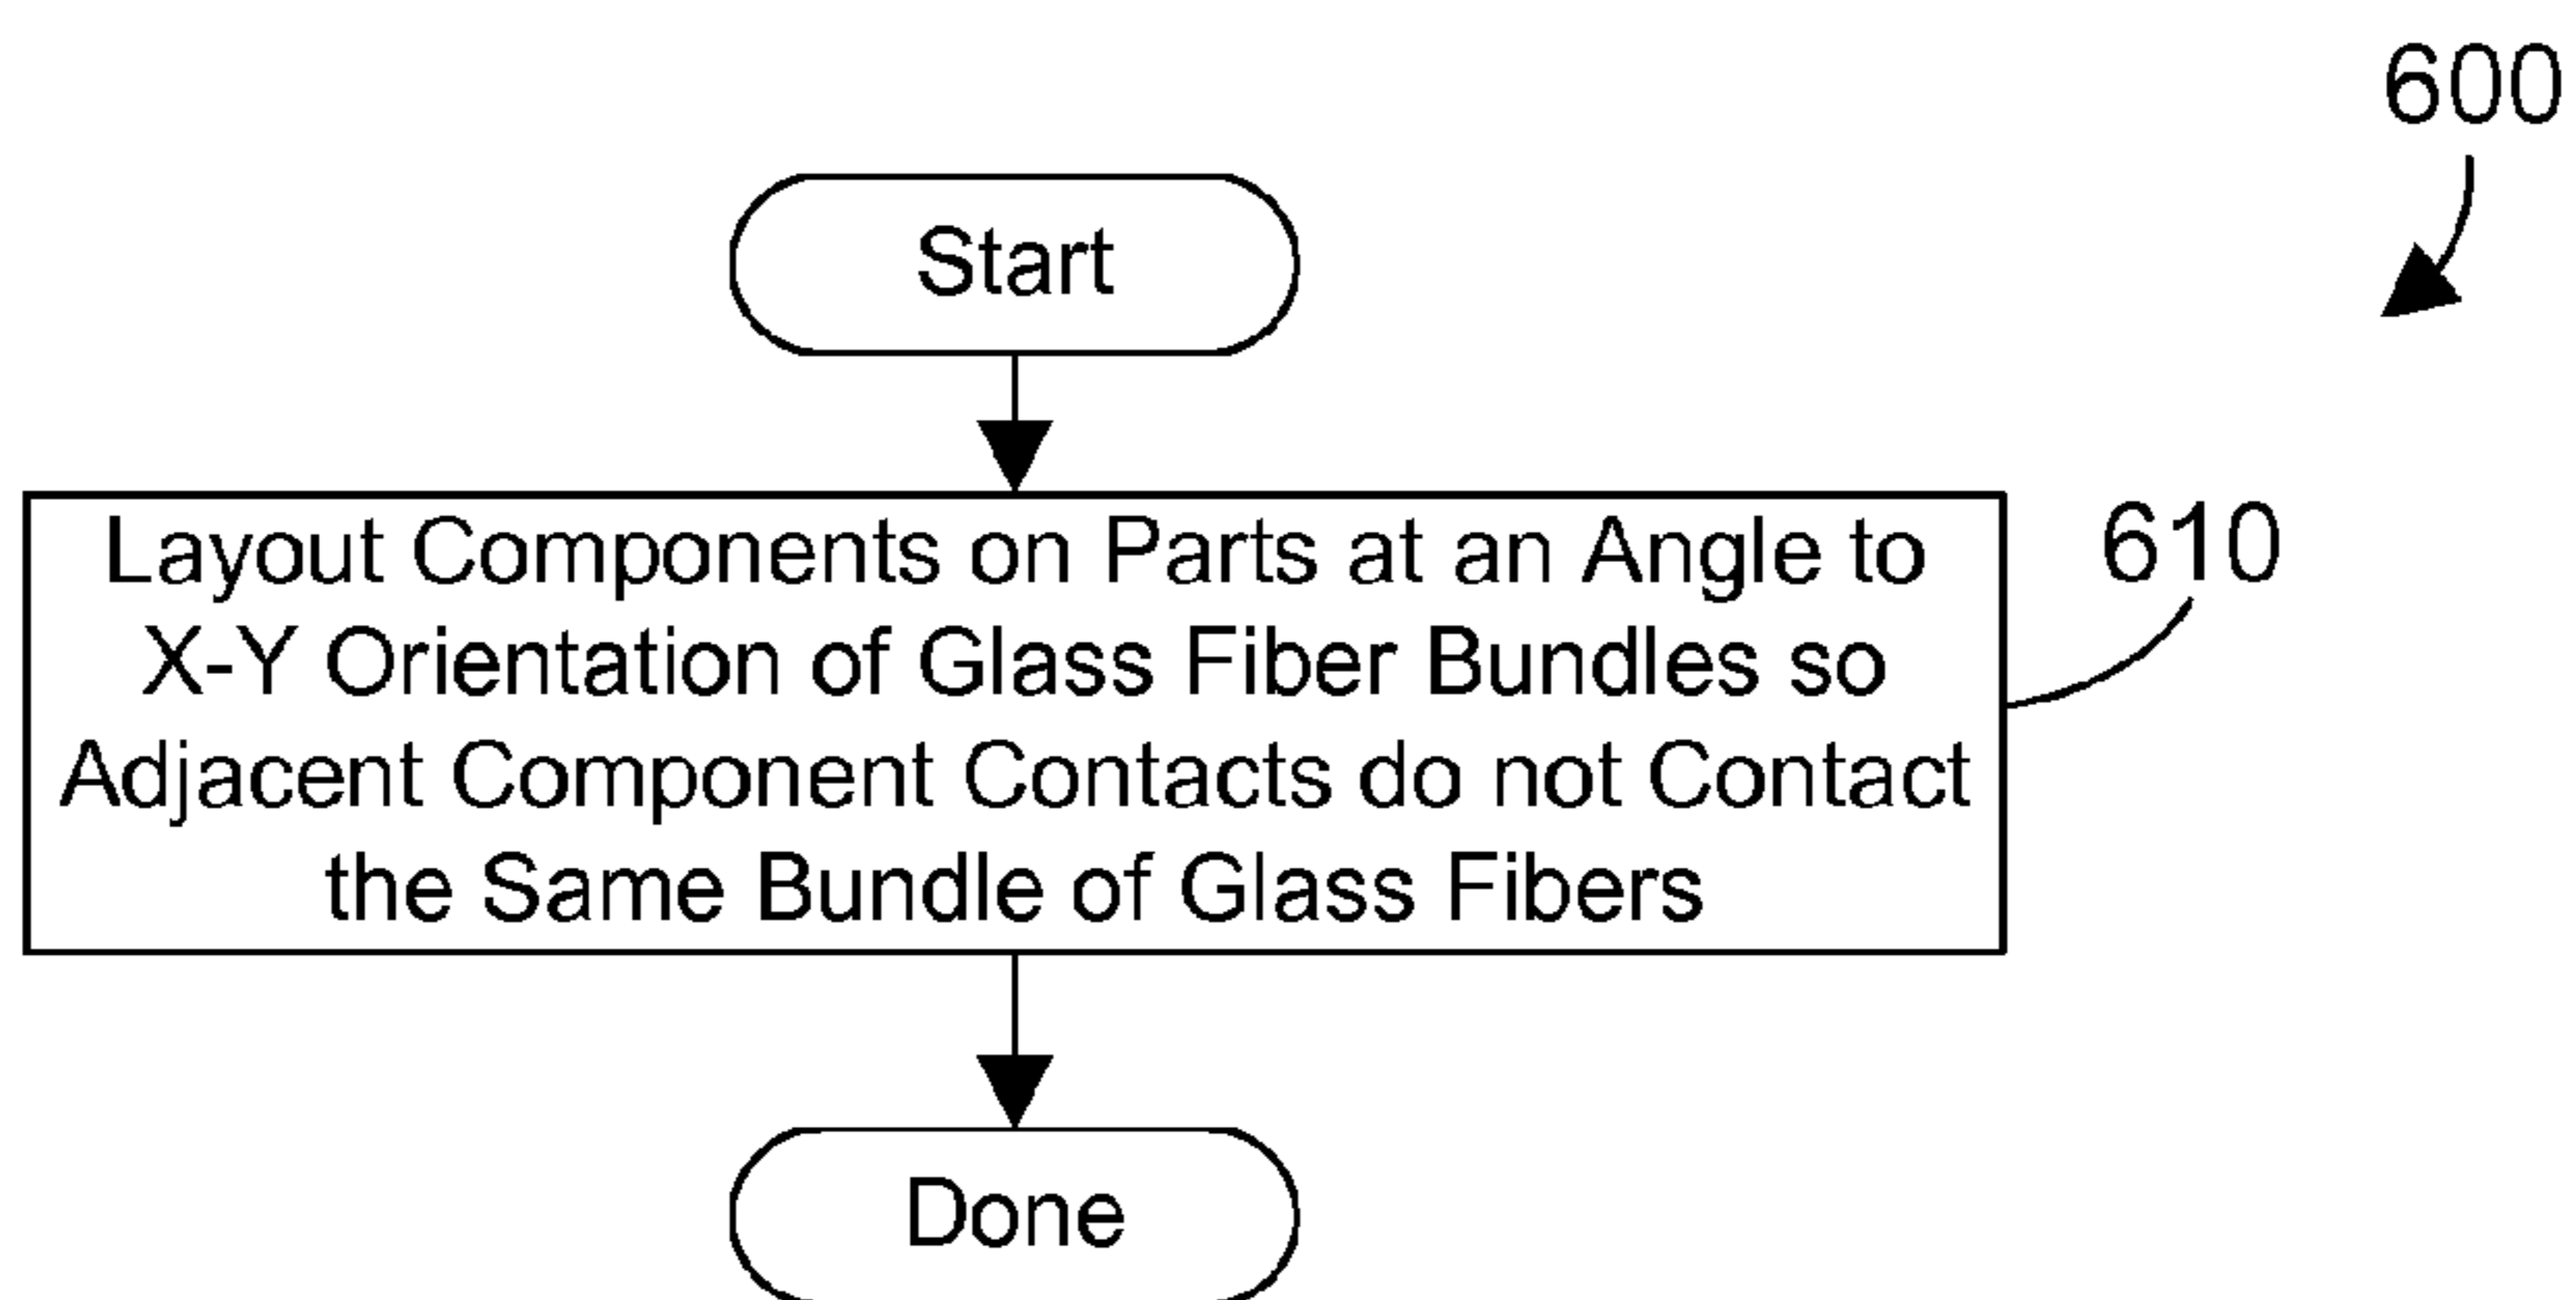 600
Start
Layout Components on Parts at an Angle to
X-Y Orientation of Glass Fiber Bundles so
Adjacent Component Contacts do not Contact
the Same Bundle of Glass Fibers
610
Done